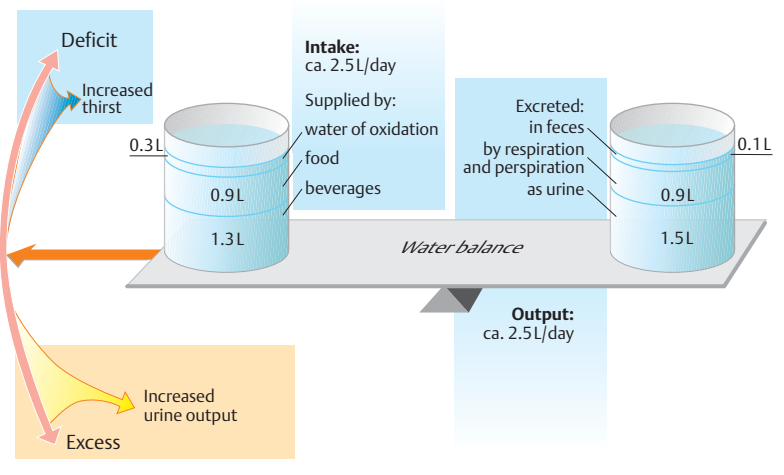 Deficit
Increased
thirst
Intake:
ca. 2.5 L/day
Supplied by:
water of oxidation
food
beverages
0.3 L
0.9 L
1.3 L
Excreted:
in feces
by respiration
and perspiration
as urine
0.1 L
0.9 L
1.5 L
Water balance
Output:
ca. 2.5 L/day
Increased
urine output
Excess